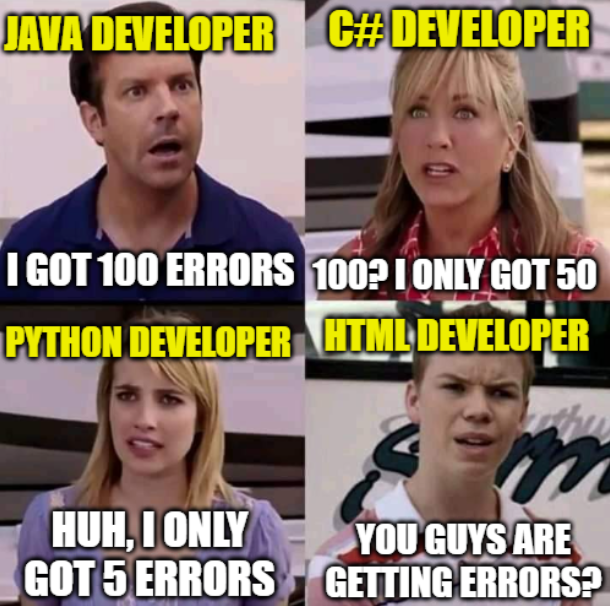 JAVA DEVELOPER
I GOT 100 ERRORS
C# DEVELOPER
100? I ONLY GOT 50
PYTHON DEVELOPER
HUH, I ONLY
GOT 5 ERRORS
HTML DEVELOPER
YOU GUYS ARE
GETTING ERRORS?